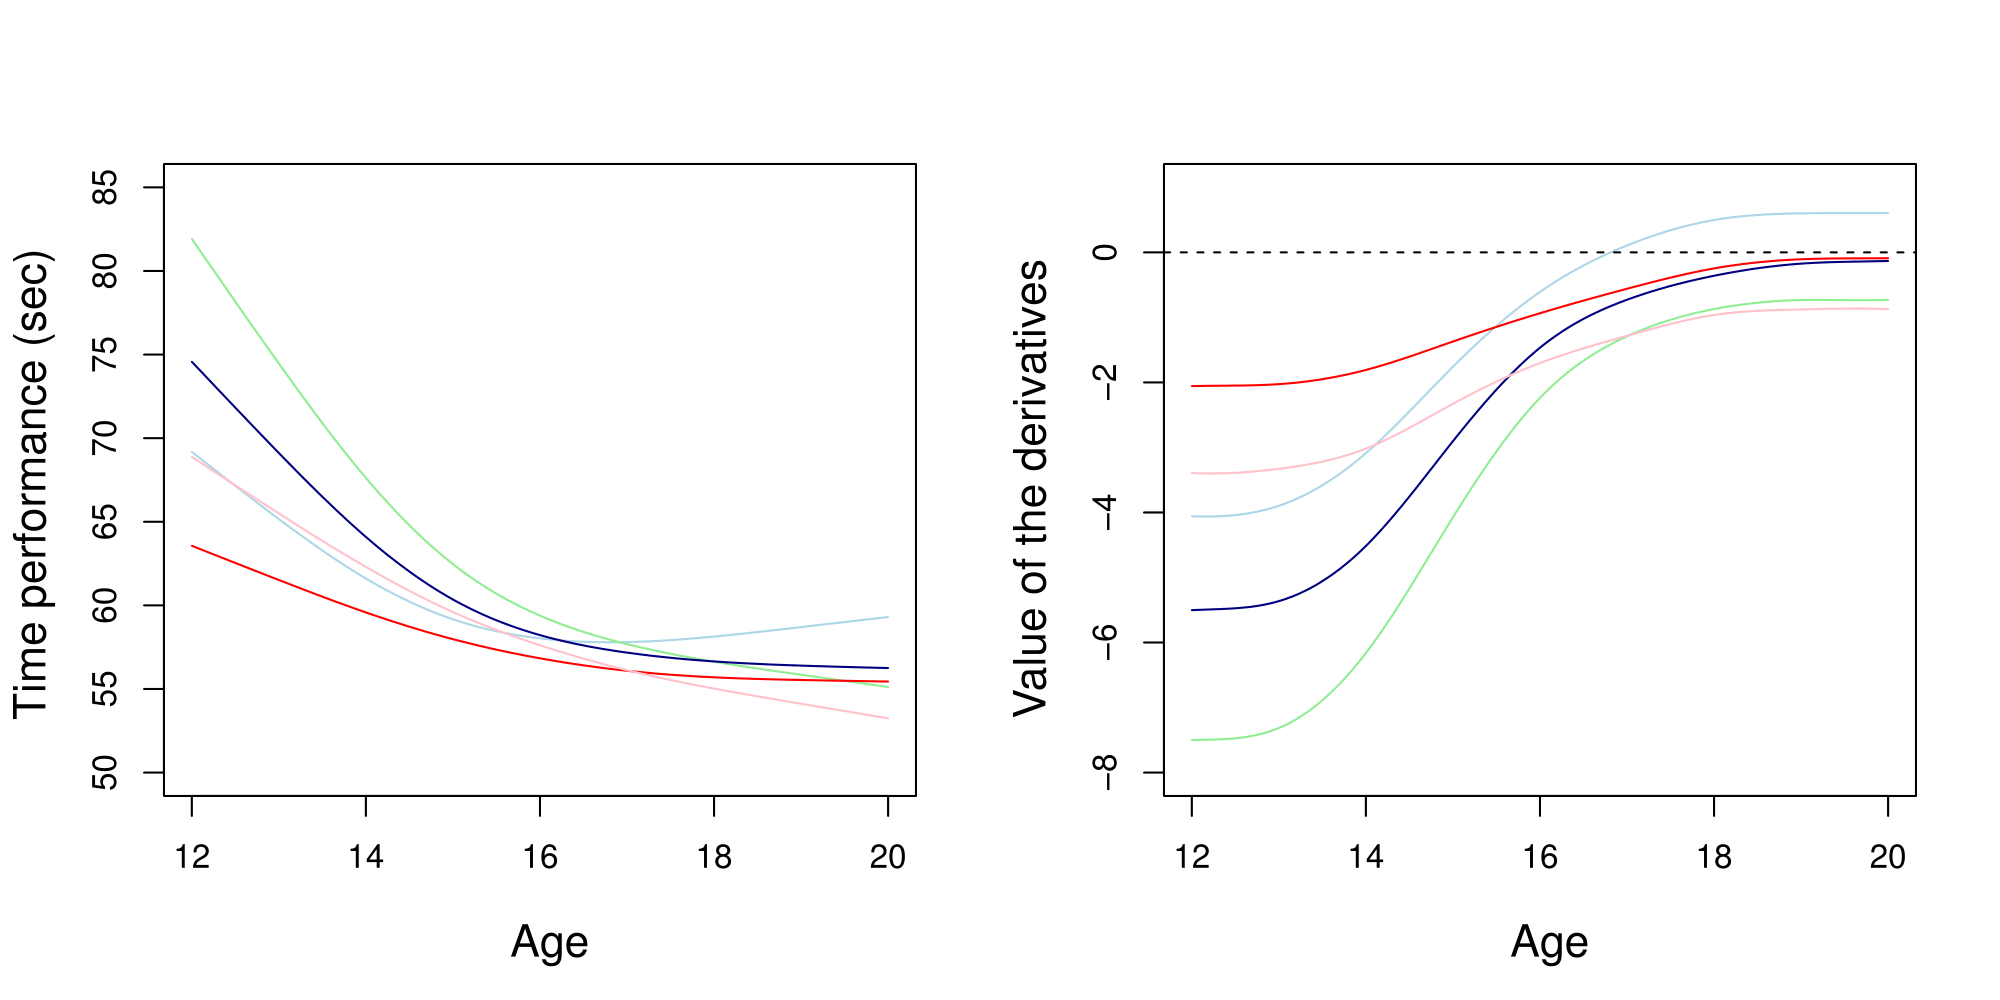 Time performance (sec)
85
80
75
70
65
60
55
50
12 14 16 18 20
Age
Value of the derivatives
0
−2
−4
−6
−8
12 14 16 18 20
Age